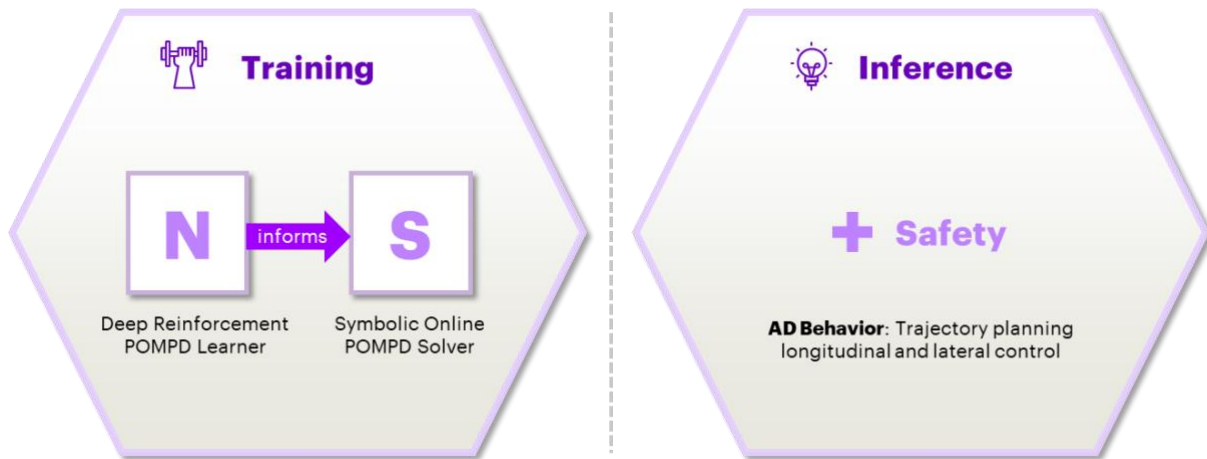 Training
N
informs
S
Deep Reinforcement
POMPD Learner
Symbolic Online
POMPD Solver
Inference
+ Safety
AD Behavior: Trajectory planning
longitudinal and lateral control